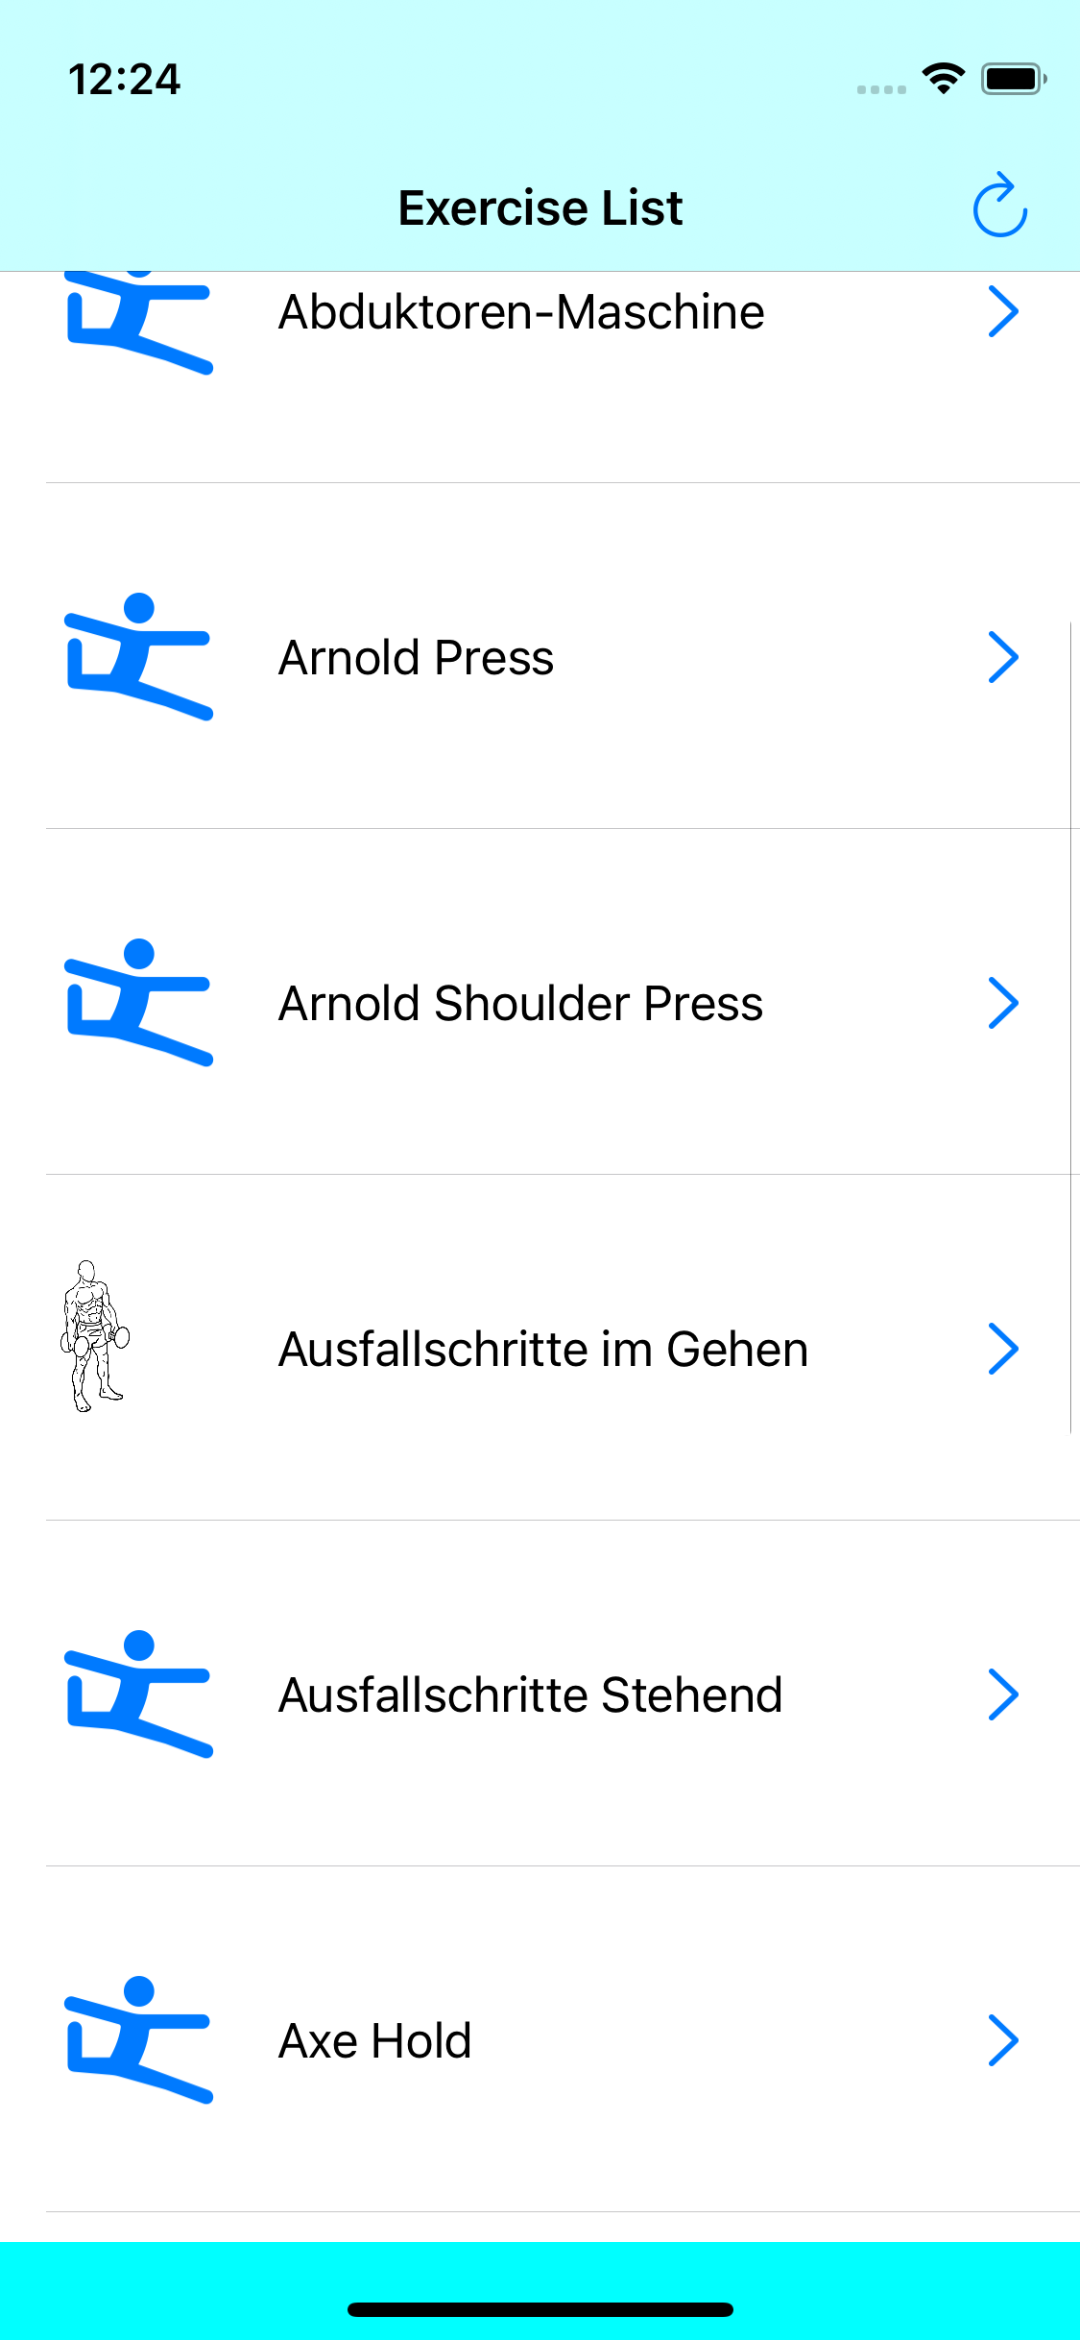 12:24
Exercise List
Abduktoren-Maschine
Arnold Press
Arnold Shoulder Press
Ausfallschritte im Gehen
Ausfallschritte Stehend
Axe Hold